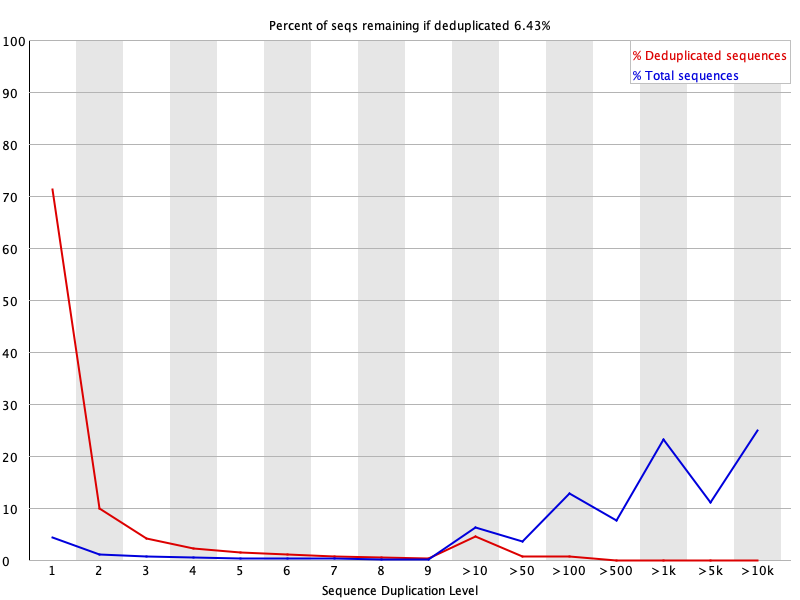 Percent of seqs remaining if deduplicated 6.43%
% Deduplicated sequences
% Total sequences
100
90
80
70
60
50
40
30
20
10
0
1 2 3 4 5 6 7 8 9 >10 >50 >100 >500 >1k >5k >10k
Sequence Duplication Level